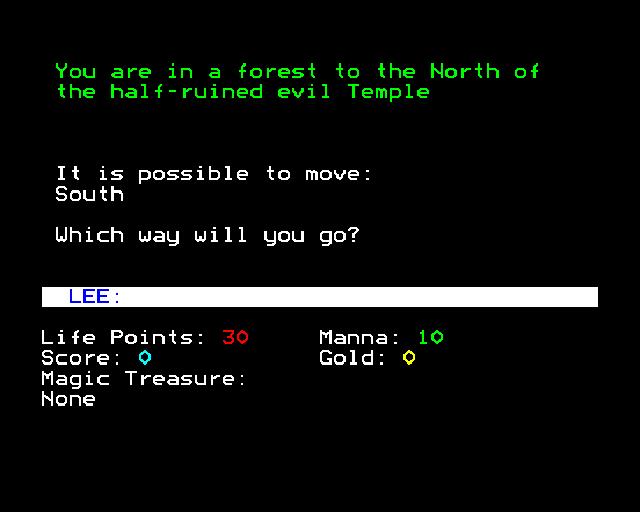 You are in a forest to the North of
the half-ruined evil Temple
It is possible to move:
South
Which way will you go?
LEE:
Life Points: 30 Manna: 10
Score: 0 Gold: 0
Magic Treasure:
None